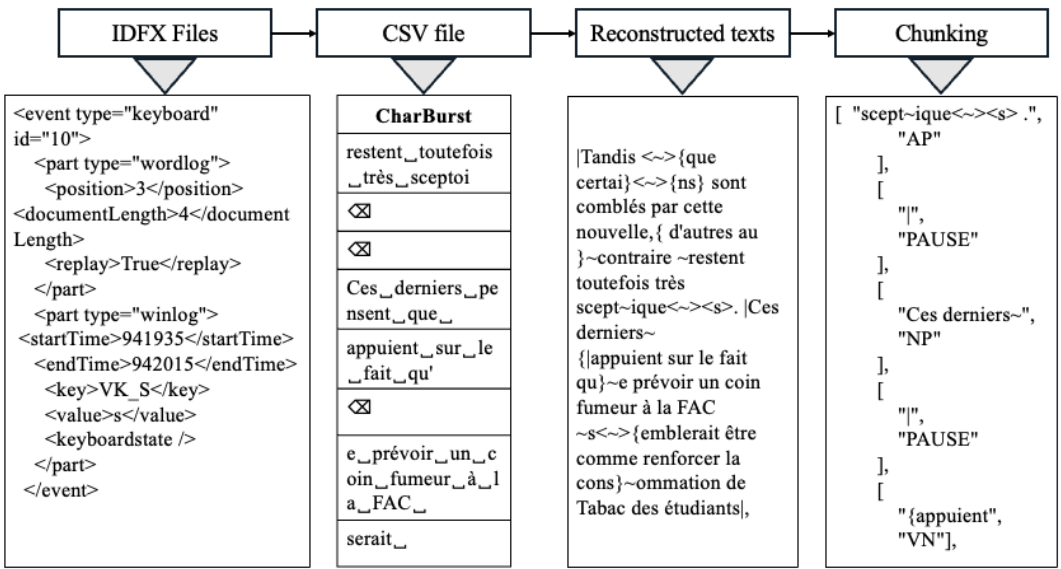 IDFX Files
CSV file
Reconstructed texts
Chunking
<event type="keyboard"
id="10">
<part type="wordlog">
<position>3</position>
<documentLength>4</document
Length>
<replay>True</replay>
</part>
<part type="winlog">
<startTime>941935</startTime>
<endTime>942015</endTime>
<key>VK_S</key>
<value>s</value>
<keyboardstate />
</part>
</event>
CharBurst
restent␣toutefois
␣très␣sceptoi
⌫
⌫
Ces␣derniers␣pe
nsent␣que␣
appuient␣sur␣le
␣fait␣qu'
⌫
e␣prévoir␣un␣c
oin␣fumeur␣à␣l
a␣FAC␣
serait␣
|Tandis <~>{que
certai}<~>{ns} sont
comblés par cette
nouvelle,{ d'autres au
}~contraire ~restent
toutefois très
scept~ique<~><s>. |Ces
derniers~
{|appuient sur le fait
qu}~e prévoir un coin
fumeur à la FAC
~s<~>{emblerait être
comme renforcer la
cons}~ommation de
Tabac des étudiants|,
[ "scept~ique<~><s> .",
"AP"
],
[
"|",
"PAUSE"
],
[
"Ces derniers~",
"NP"
],
[
"|",
"PAUSE"
],
[
"{appuient",
"VN"],